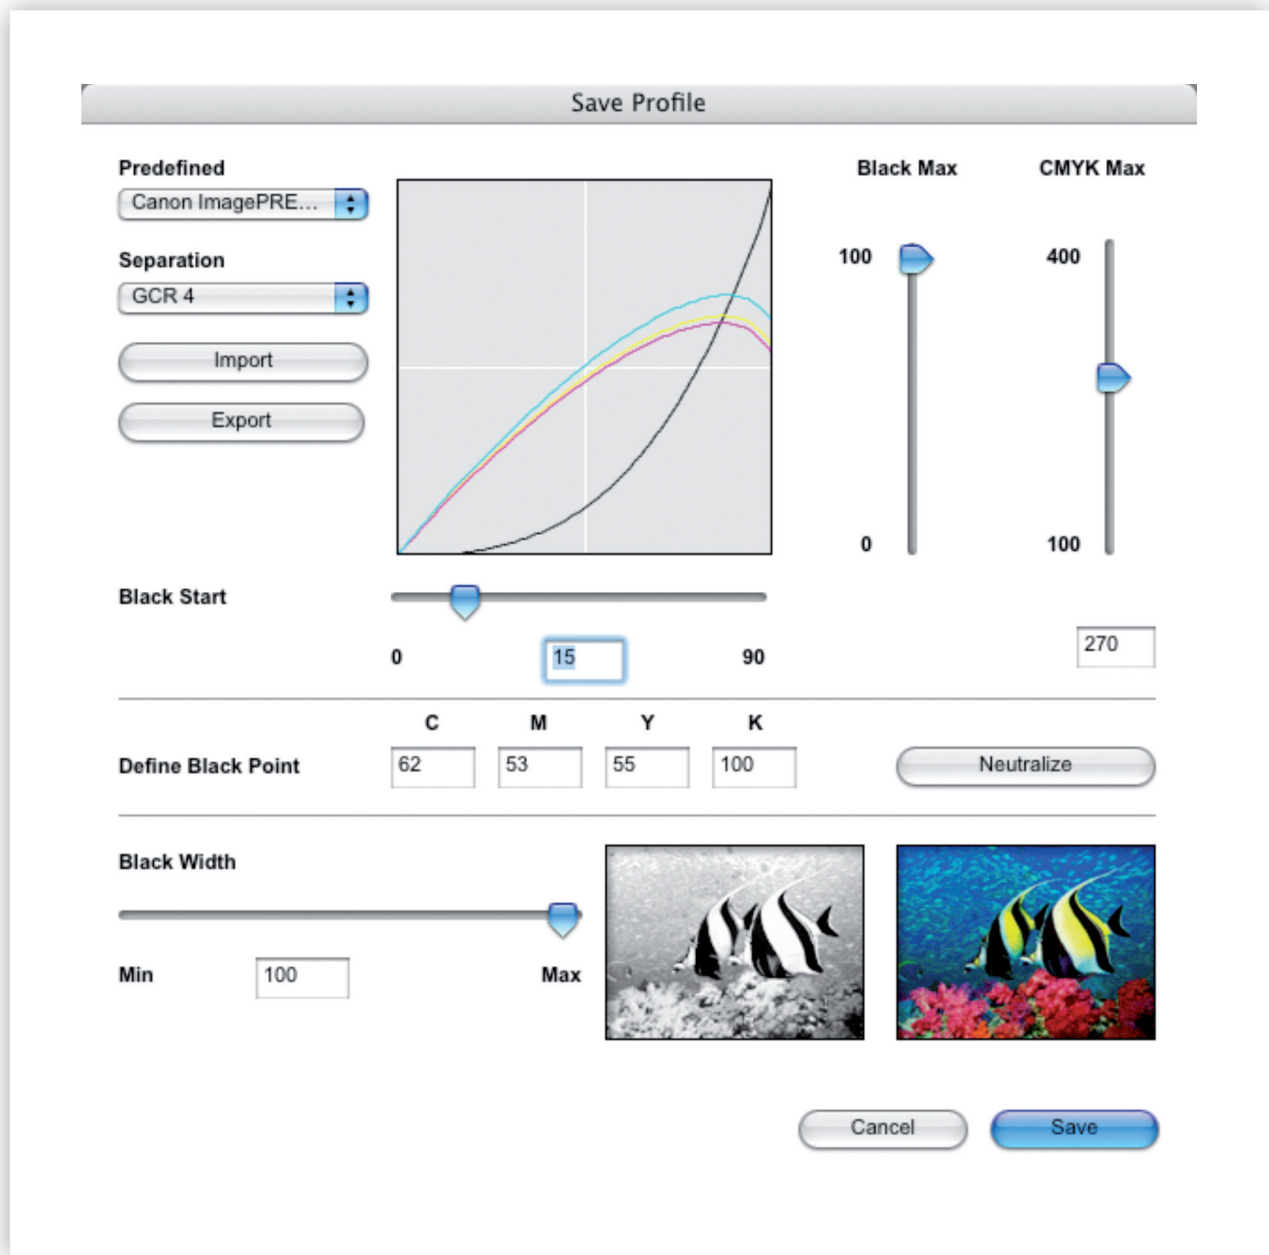 Save Profile
Predefined
Canon ImagePRE...
Separation
GCR 4
Import
Export
Black Max
100
0
CMYK Max
400
100
270
Black Start
0
15
90
C M Y K
Define Black Point
62 53 55 100
Neutralize
Black Width
Min
100
Max
Cancel
Save